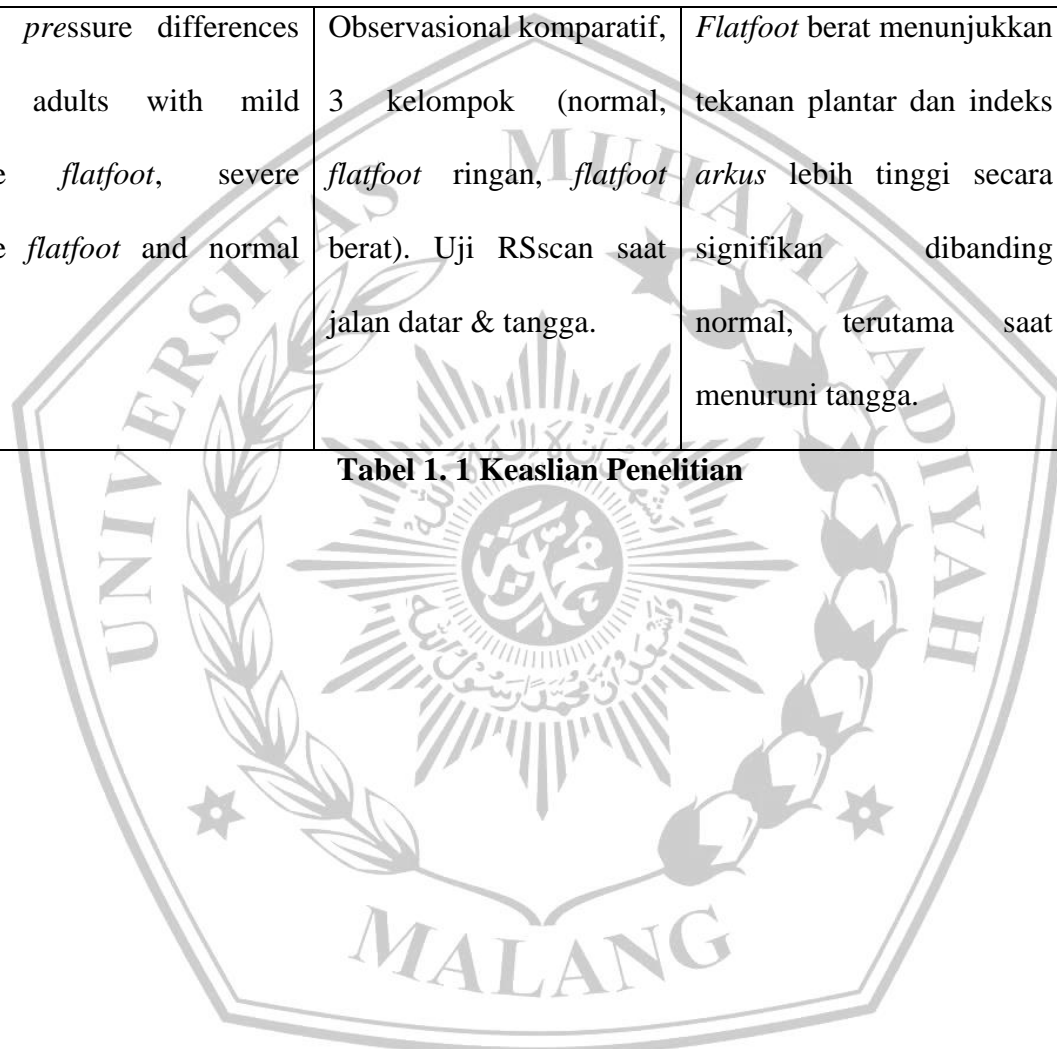 pressure differences
adults with mild
flatfoot, severe
flatfoot and normal
Observasional komparatif,
3 kelompok (normal,
flatfoot ringan, flatfoot
berat). Uji RSscan saat
jalan datar & tangga.
Flatfoot berat menunjukkan
tekanan plantar dan indeks
arkus lebih tinggi secara
signifikan dibanding
normal, terutama saat
menuruni tangga.
Tabel 1. 1 Keaslian Penelitian
UNIVERSITAS MUHAMMADIYAH
MALANG